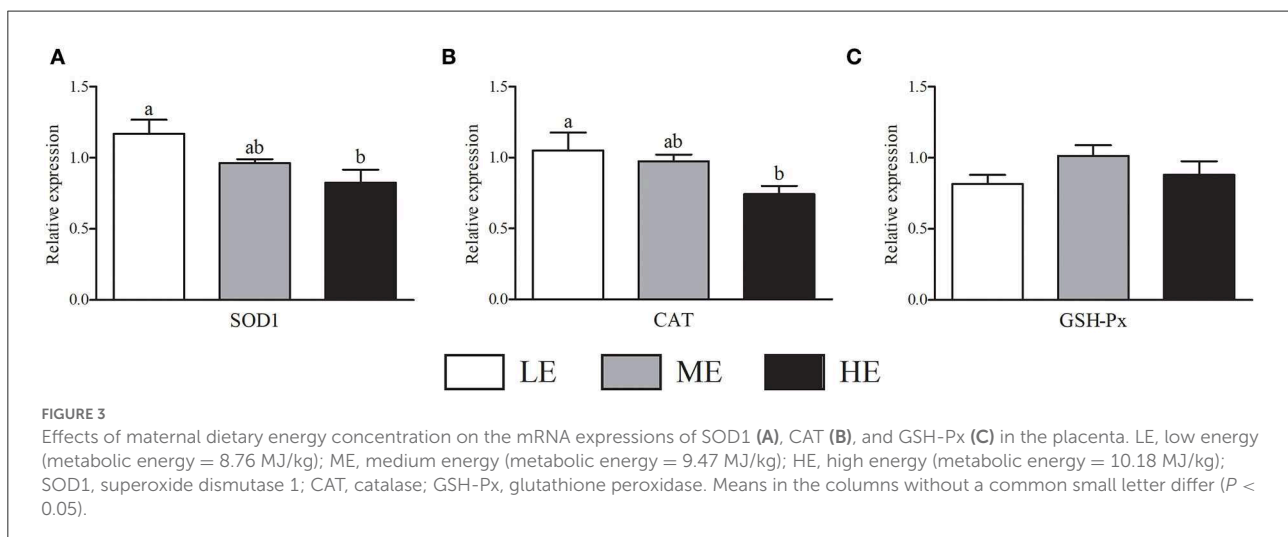 A
B
C
1.5
1.0
0.5
0.0
Relative expression
a
ab
b
SOD1
1.5
1.0
0.5
0.0
Relative expression
a
ab
b
CAT
1.5
1.0
0.5
0.0
Relative expression
GSH-Px
LE
ME
HE
FIGURE 3
Effects of maternal dietary energy concentration on the mRNA expressions of SOD1 (A), CAT (B), and GSH-Px (C) in the placenta. LE, low energy
(metabolic energy = 8.76 MJ/kg); ME, medium energy (metabolic energy = 9.47 MJ/kg); HE, high energy (metabolic energy = 10.18 MJ/kg);
SOD1, superoxide dismutase 1; CAT, catalase; GSH-Px, glutathione peroxidase. Means in the columns without a common small letter differ (P <
0.05).